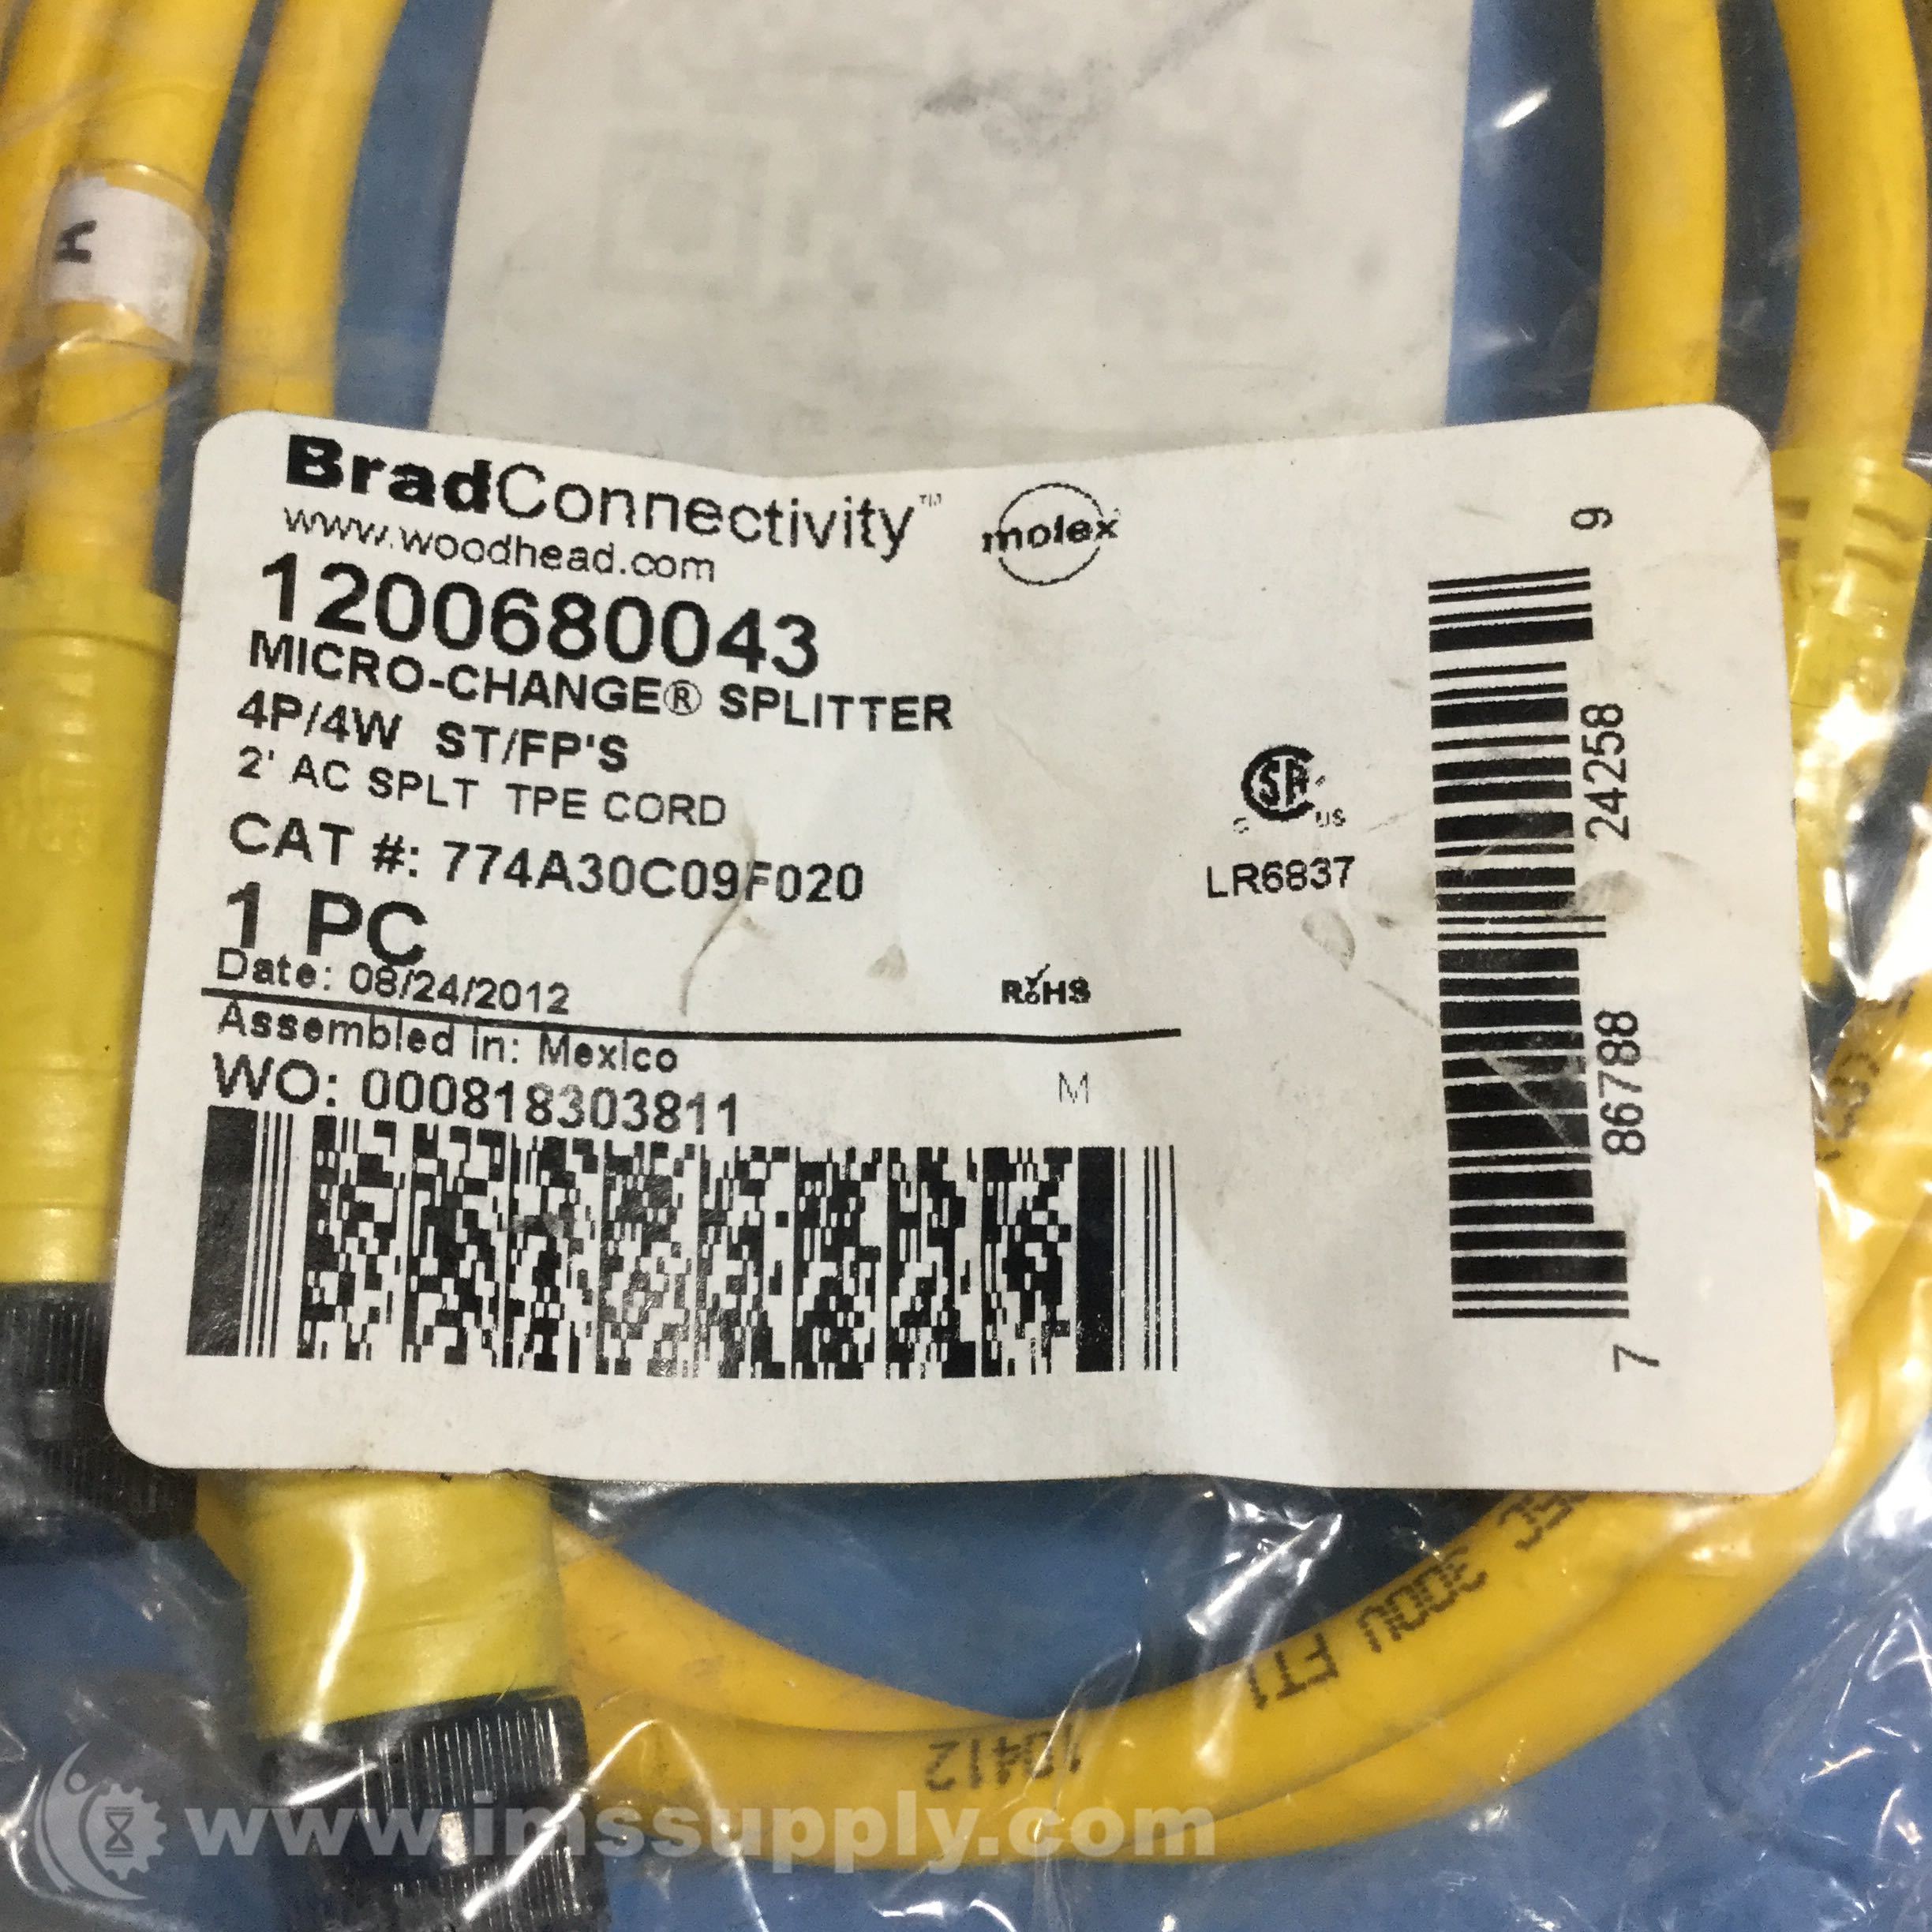 BradConnectivity™
molex
www.woodhead.com
1200680043
MICRO-CHANGE® SPLITTER
4P/4W ST/FP'S
2' AC SPLT TPE CORD
CAT #: 774A30C09F020
1 PC
Date: 08/24/2012
RoHS
Assembled in: Mexico
WO: 000818303811
M
C SA US
LR6837
7 86788 24258 9
A
300V FT1
10412
www.imssupply.com